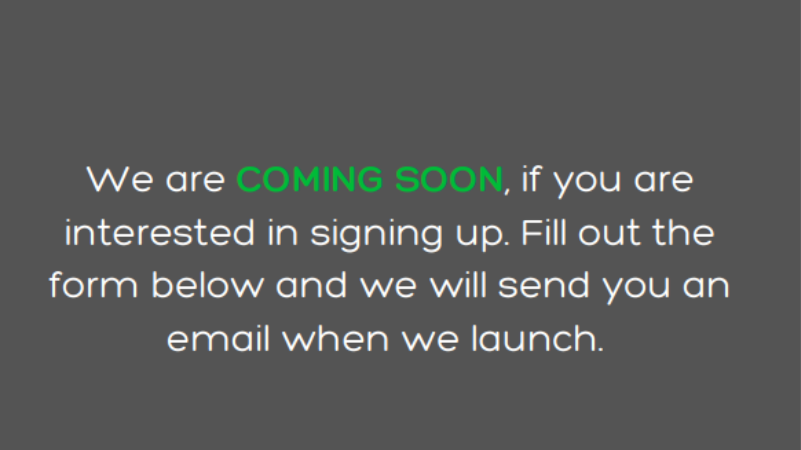 We are COMING SOON, if you are
interested in signing up. Fill out the
form below and we will send you an
email when we launch.